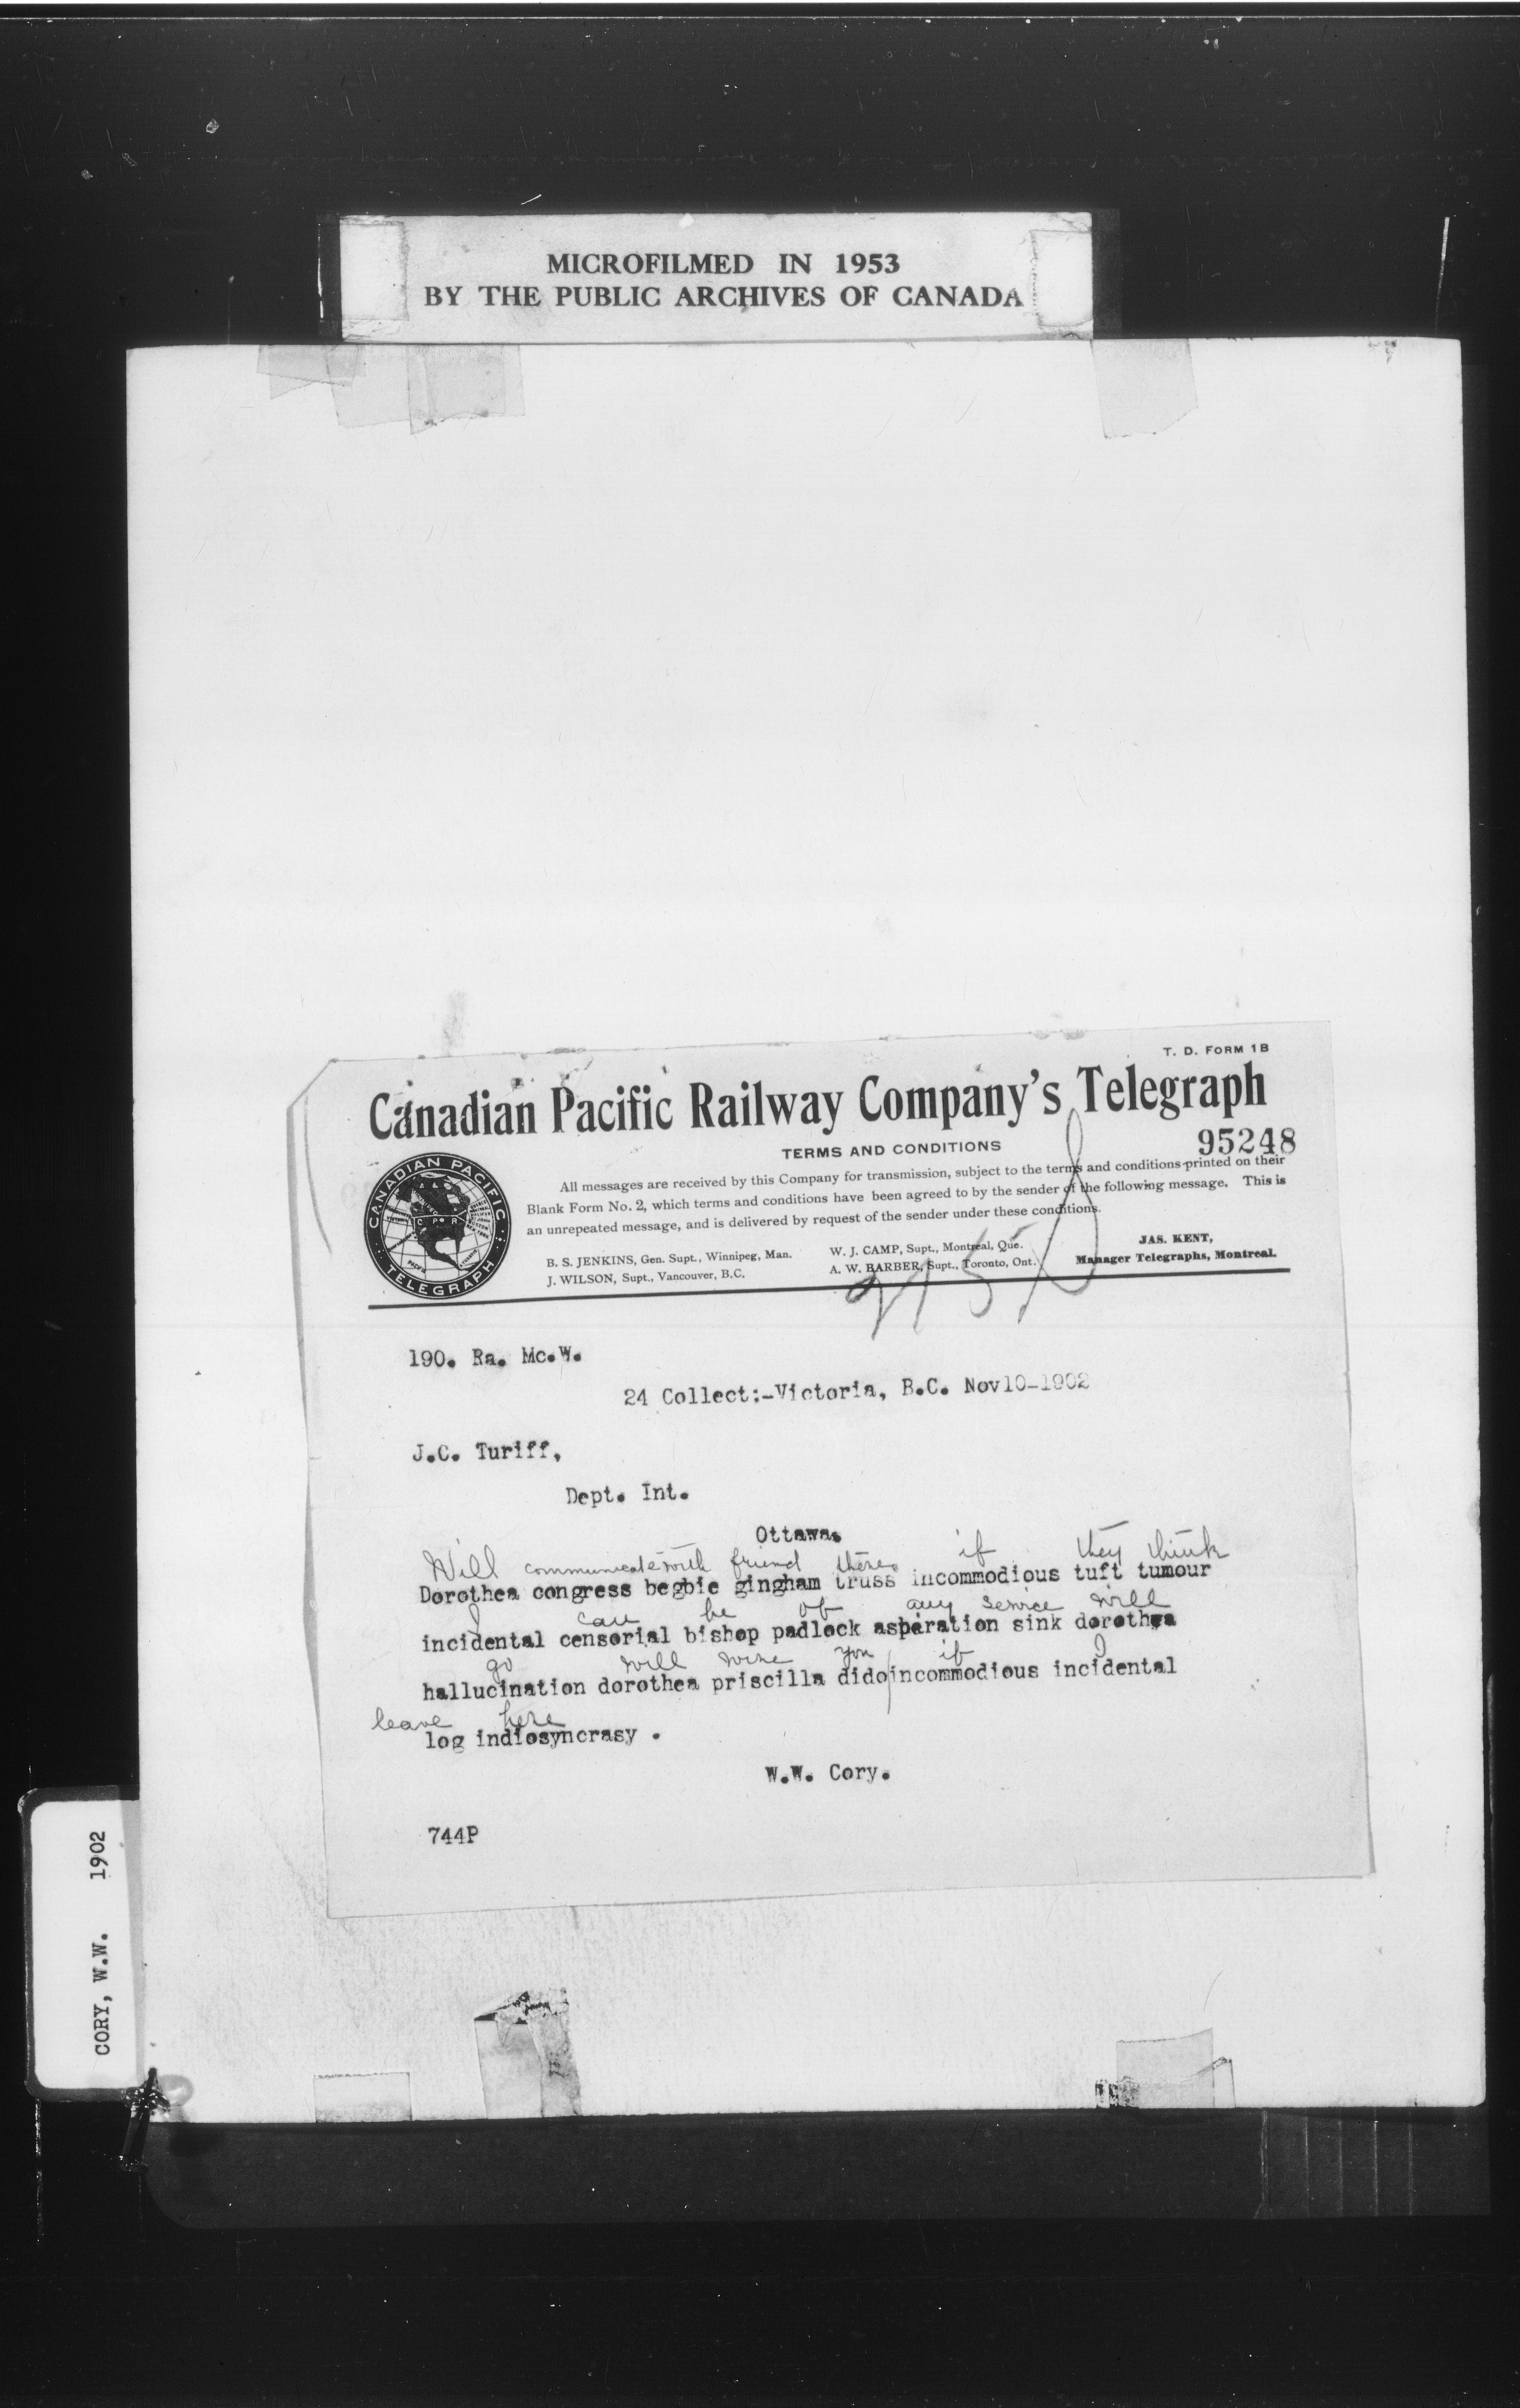 MICROFILMED IN 1953
BY THE PUBLIC ARCHIVES OF CANADA
T. D. FORM 1B
Canadian Pacific Railway Company's Telegraph
TERMS AND CONDITIONS
95248
CANADIAN PACIFIC
C P R
TELEGRAPH
All messages are received by this Company for transmission, subject to the terms and conditions printed on their
Blank Form No. 2, which terms and conditions have been agreed to by the sender of the following message. This is
an unrepeated message, and is delivered by request of the sender under these conditions.
B. S. JENKINS, Gen. Supt., Winnipeg, Man.
J. WILSON, Supt., Vancouver, B.C.
W. J. CAMP, Supt., Montreal, Que.
A. W. BARBER, Supt., Toronto, Ont.
JAS. KENT,
Manager Telegraphs, Montreal.
190. Ra. Mc.W.
24 Collect:-Victoria, B.C. Nov10-1902
J.C. Turiff,
Dept. Int.
Ottawa.
Will communicate with friend there if they think
Dorothea congress begbie gingham truss incommodious tuft tumour
I can be of any service will
incidental censorial bishop padlock asparation sink dorothea
go will wire you if I
hallucination dorothea priscilla dido incommodious incidental
leave here
log indiosyncrasy .
W.W. Cory.
744P
CORY, W.W. 1902